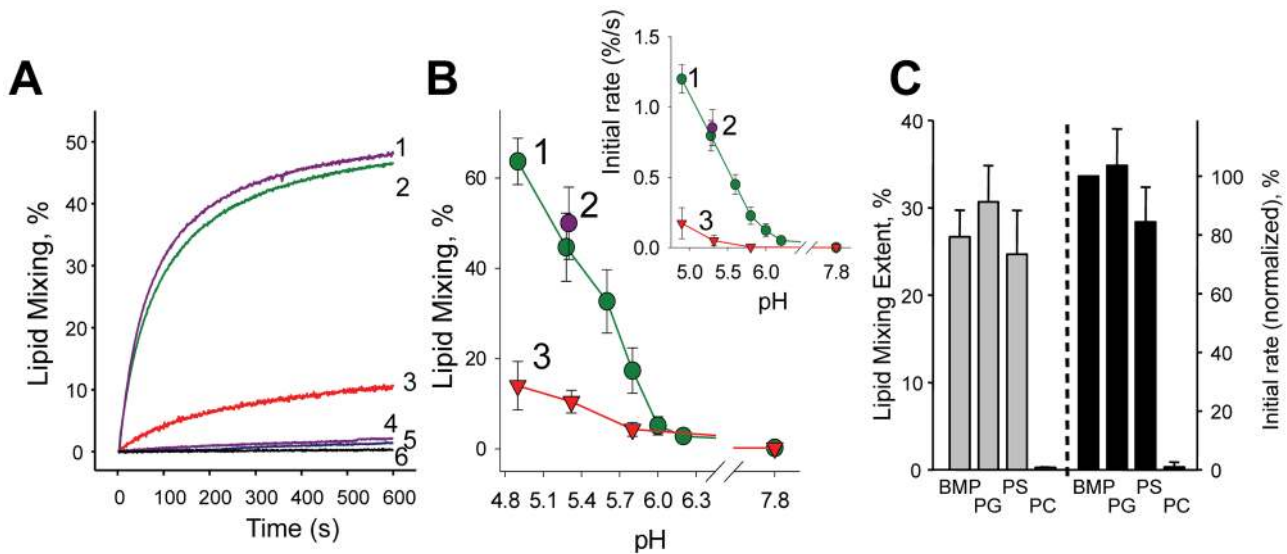 A
Lipid Mixing, %
50
40
30
20
10
0
1
2
3
4
5
6
0 100 200 300 400 500 600
Time (s)
B
Lipid Mixing, %
60
40
20
0
1
2
3
4.8 5.1 5.4 5.7 6.0 6.3 7.8
pH
Initial rate (%/s)
1.5
1.0
0.5
0.0
1
2
3
5.0 5.5 6.0 7.8
pH
C
Lipid Mixing Extent, %
40
30
20
10
0
BMP PS BMP PS
PG PC PG PC
100
80
60
40
20
0
Initial rate (normalized), %